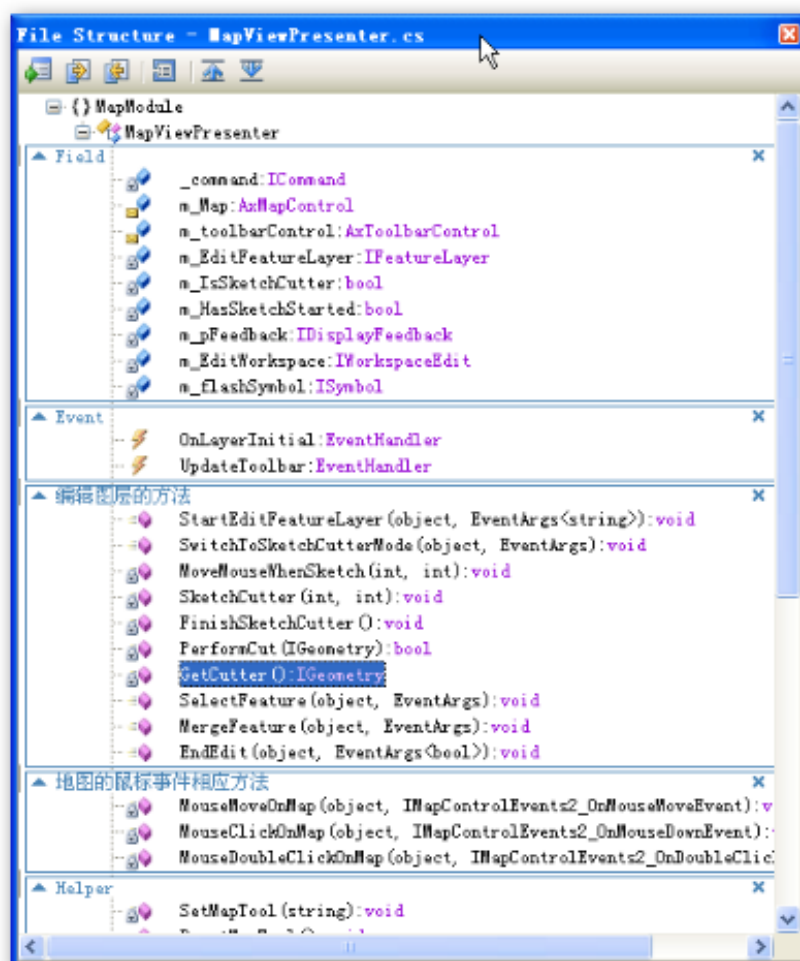 File Structure - MapViewPresenter.cs
{} MapModule
MapViewPresenter
Field
_command:ICommand
m_Map:AxMapControl
m_toolbarControl:AxToolbarControl
m_EditFeatureLayer:IFeatureLayer
m_IsSketchCutter:bool
m_HasSketchStarted:bool
m_pFeedback:IDisplayFeedback
m_EditWorkspace:IWorkspaceEdit
m_flashSymbol:ISymbol
Event
OnLayerInitial:EventHandler
UpdateToolbar:EventHandler
编辑图层的方法
StartEditFeatureLayer(object, EventArgs<string>):void
SwitchToSketchCutterMode(object, EventArgs):void
MoveMouseWhenSketch(int, int):void
SketchCutter(int, int):void
FinishSketchCutter():void
PerformCut(IGeometry):bool
GetCutter():IGeometry
SelectFeature(object, EventArgs):void
MergeFeature(object, EventArgs):void
EndEdit(object, EventArgs<bool>):void
地图的鼠标事件相应方法
MouseMoveOnMap(object, IMapControlEvents2_OnMouseMoveEvent):v
MouseClickOnMap(object, IMapControlEvents2_OnMouseDownEvent):
MouseDoubleClickOnMap(object, IMapControlEvents2_OnDoubleClic
Helper
SetMapTool(string):void